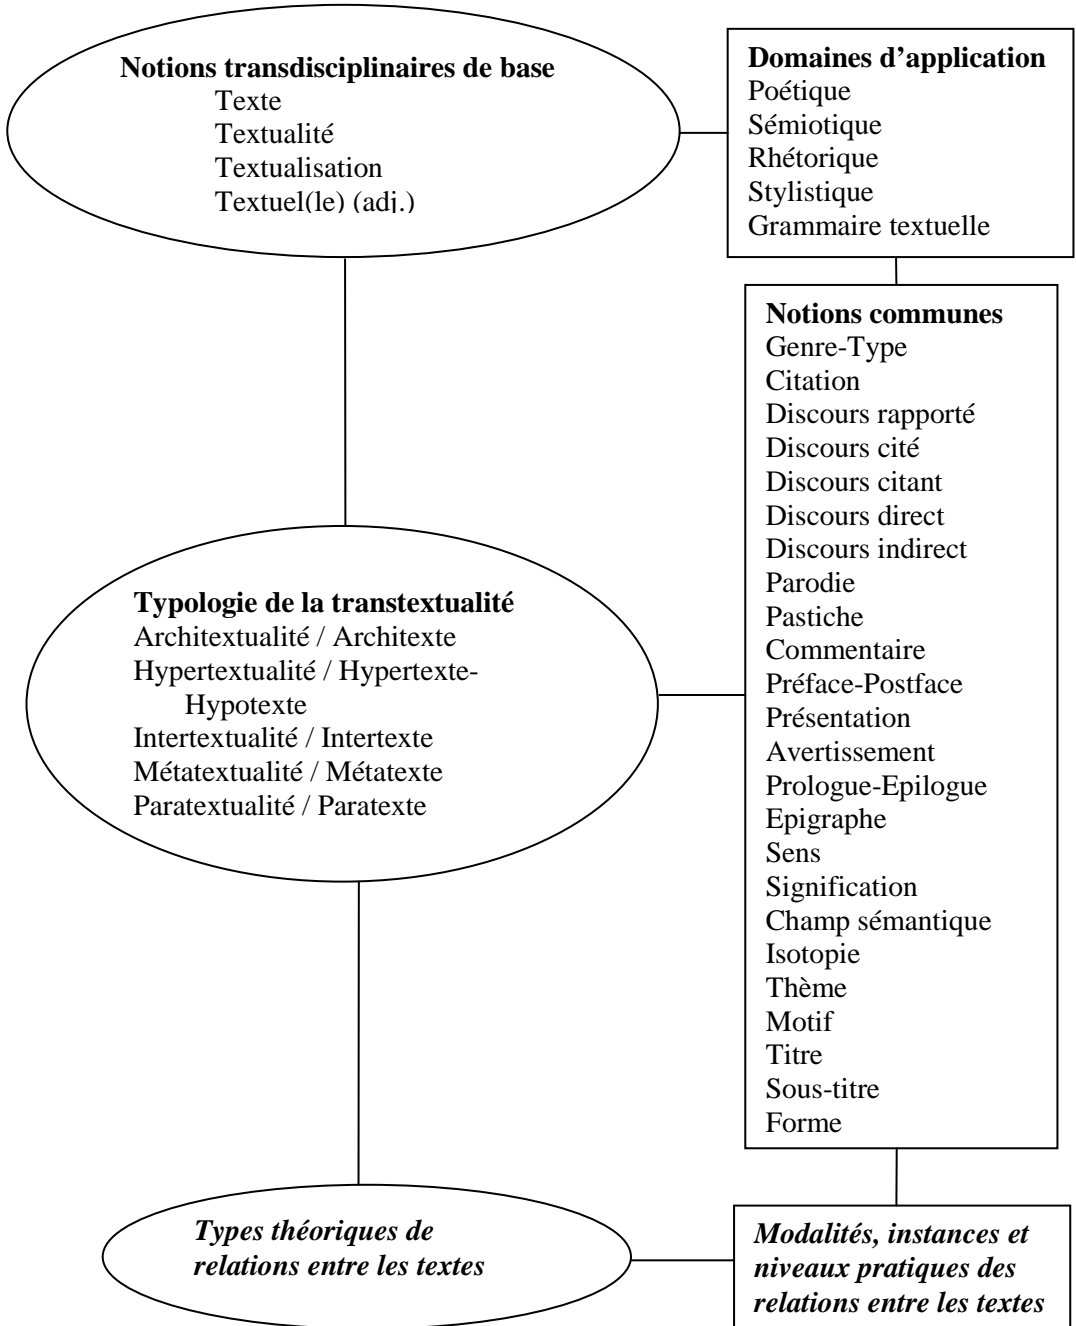 Notions transdisciplinaires de base
Texte
Textualité
Textualisation
Textuel(le) (adj.)
Domaines d’application
Poétique
Sémiotique
Rhétorique
Stylistique
Grammaire textuelle
Notions communes
Genre-Type
Citation
Discours rapporté
Discours cité
Discours citant
Discours direct
Discours indirect
Parodie
Pastiche
Commentaire
Préface-Postface
Présentation
Avertissement
Prologue-Epilogue
Epigraphe
Sens
Signification
Champ sémantique
Isotopie
Thème
Motif
Titre
Sous-titre
Forme
Typologie de la transtextualité
Architextualité / Architexte
Hypertextualité / Hypertexte-
Hypotexte
Intertextualité / Intertexte
Métatextualité / Métatexte
Paratextualité / Paratexte
Types théoriques de
relations entre les textes
Modalités, instances et
niveaux pratiques des
relations entre les textes